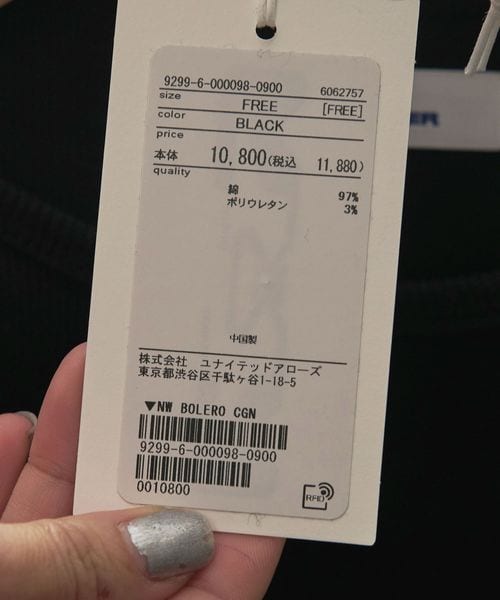 9299-6-000098-0900 6062757
size FREE [FREE]
color BLACK
price
本体 10,800(税込 11,880)
quality
綿 97%
ポリウレタン 3%
中国製
株式会社 ユナイテッドアローズ
東京都渋谷区千駄ヶ谷1-18-5
▼NW BOLERO CGN
9299-6-000098-0900
0010800
RFID